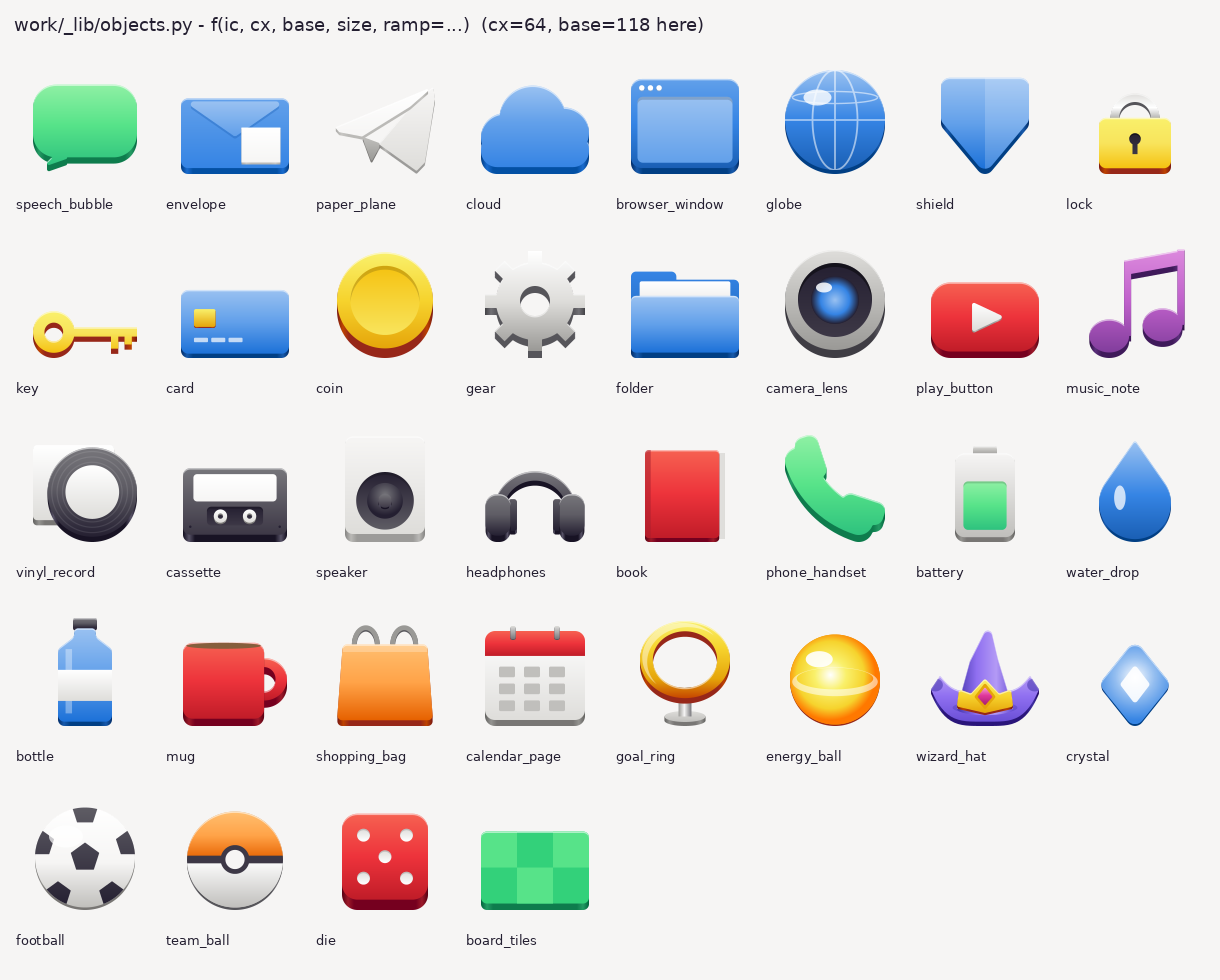 work/_lib/objects.py - f(ic, cx, base, size, ramp=...)  (cx=64, base=118 here)
speech_bubble envelope paper_plane cloud browser_window globe shield lock
key card coin gear folder camera_lens play_button music_note
vinyl_record cassette speaker headphones book phone_handset battery water_drop
bottle mug shopping_bag calendar_page goal_ring energy_ball wizard_hat crystal
football team_ball die board_tiles